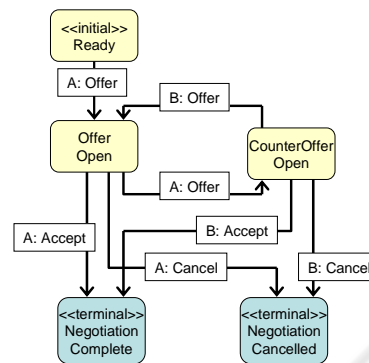 <<initial>>
Ready
A: Offer
B: Offer
Offer
Open
CounterOffer
Open
A: Offer
A: Accept
B: Accept
A: Cancel
B: Cancel
<<terminal>>
Negotiation
Complete
<<terminal>>
Negotiation
Cancelled